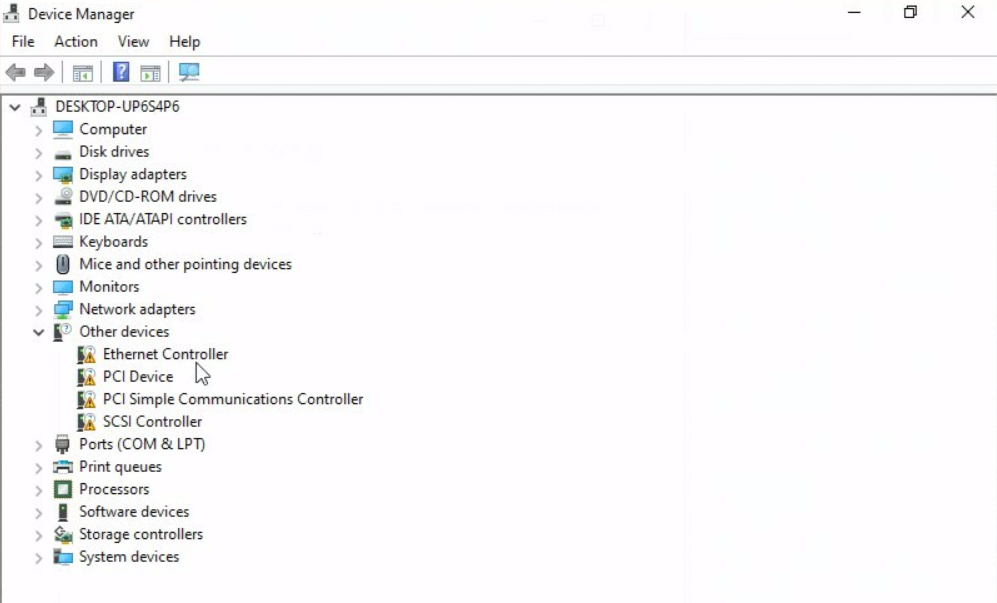 Device Manager
File Action View Help
DESKTOP-UP6S4P6
Computer
Disk drives
Display adapters
DVD/CD-ROM drives
IDE ATA/ATAPI controllers
Keyboards
Mice and other pointing devices
Monitors
Network adapters
Other devices
Ethernet Controller
PCI Device
PCI Simple Communications Controller
SCSI Controller
Ports (COM & LPT)
Print queues
Processors
Software devices
Storage controllers
System devices